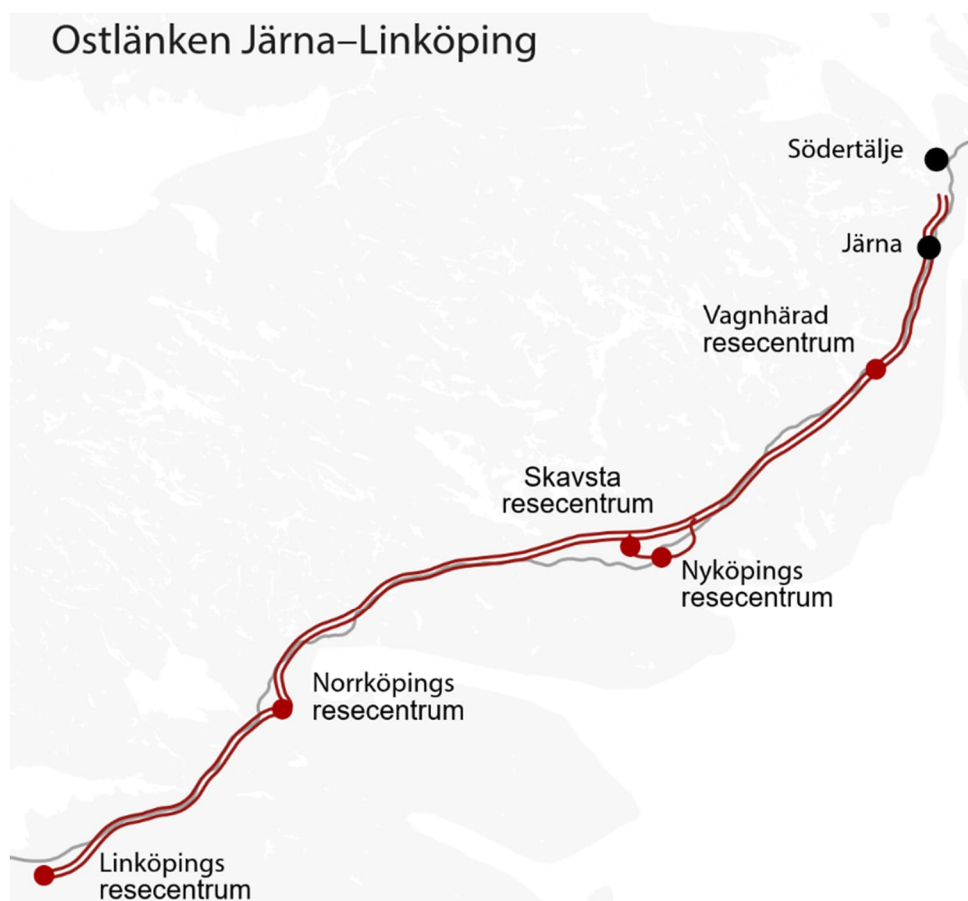 Ostlänken Järna–Linköping
Södertälje
Järna
Vagnhärad
resecentrum
Skavsta
resecentrum
Nyköpings
resecentrum
Norrköpings
resecentrum
Linköpings
resecentrum